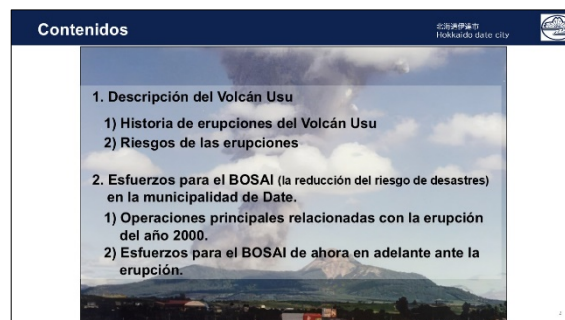 Contenidos
北海道伊達市
Hokkaido date city
1. Descripción del Volcán Usu
1) Historia de erupciones del Volcán Usu
2) Riesgos de las erupciones
2. Esfuerzos para el BOSAI (la reducción del riesgo de desastres)
en la municipalidad de Date.
1) Operaciones principales relacionadas con la erupción
del año 2000.
2) Esfuerzos para el BOSAI de ahora en adelante ante la
erupción.